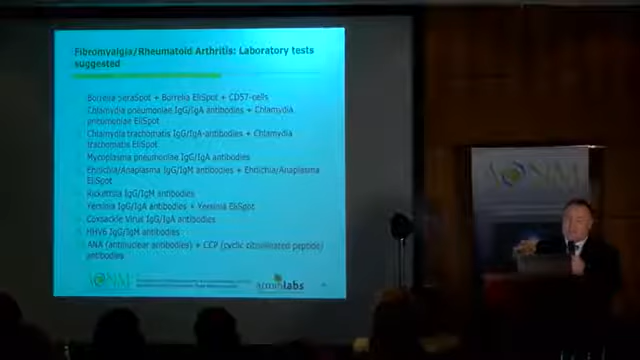 Fibromyalgia/Rheumatoid Arthritis: Laboratory tests
suggested
Borrelia SeraSpot + Borrelia EliSpot + CD57-cells
Chlamydia pneumoniae IgG/IgA antibodies + Chlamydia
pneumoniae EliSpot
Chlamydia trachomatis IgG/IgA-antibodies + Chlamydia
trachomatis EliSpot
Mycoplasma pneumoniae IgG/IgA antibodies
Ehrlichia/Anaplasma IgG/IgM antibodies + Ehrlichia/Anaplasma
EliSpot
Rickettsia IgG/IgM antibodies
Yersinia IgG/IgA antibodies + Yersinia EliSpot
Coxsackie Virus IgG/IgA antibodies
HHV6 IgG/IgM antibodies
ANA (antinuclear antibodies) + CCP (cyclic citrullinated peptide)
antibodies
AONM
arminlabs
AONM